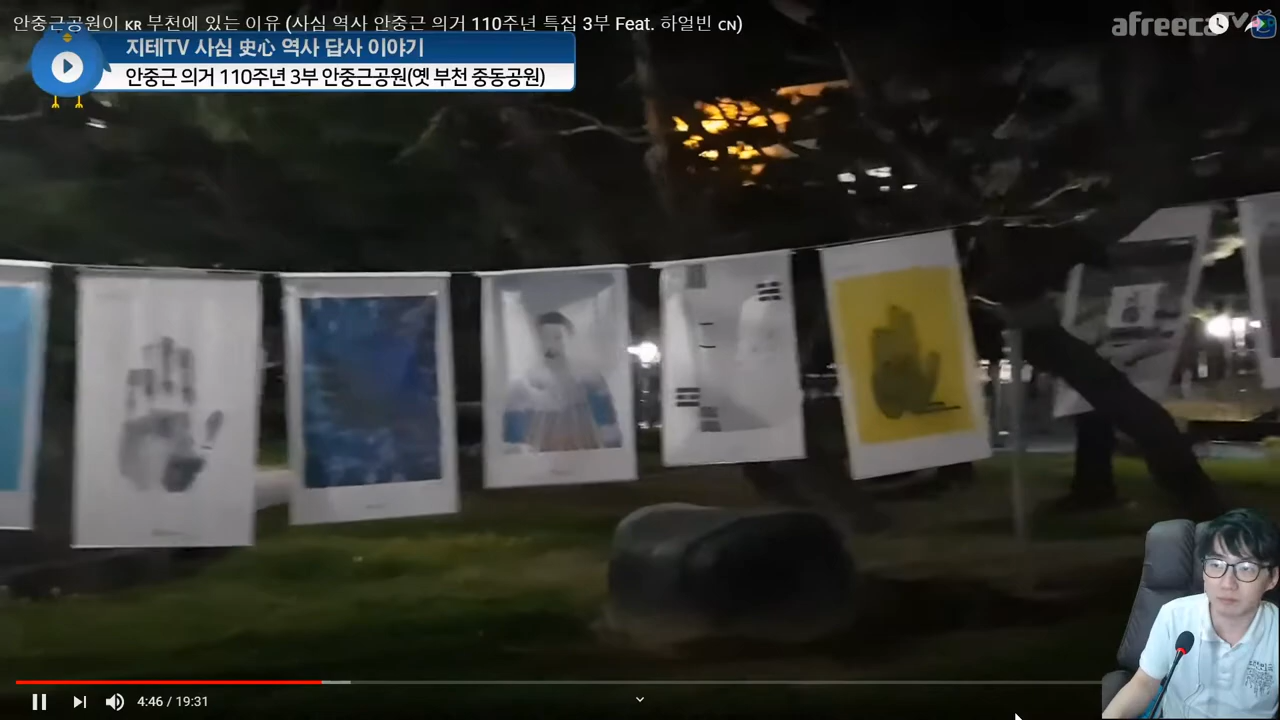 안중근공원이 KR 부천에 있는 이유 (사심 역사 안중근 의거 110주년 특집 3부 Feat. 하얼빈 CN)
afreecaTV
지테TV 사심 史心 역사 답사 이야기
안중근 의거 110주년 3부 안중근공원(옛 부천 중동공원)
4:46 / 19:31